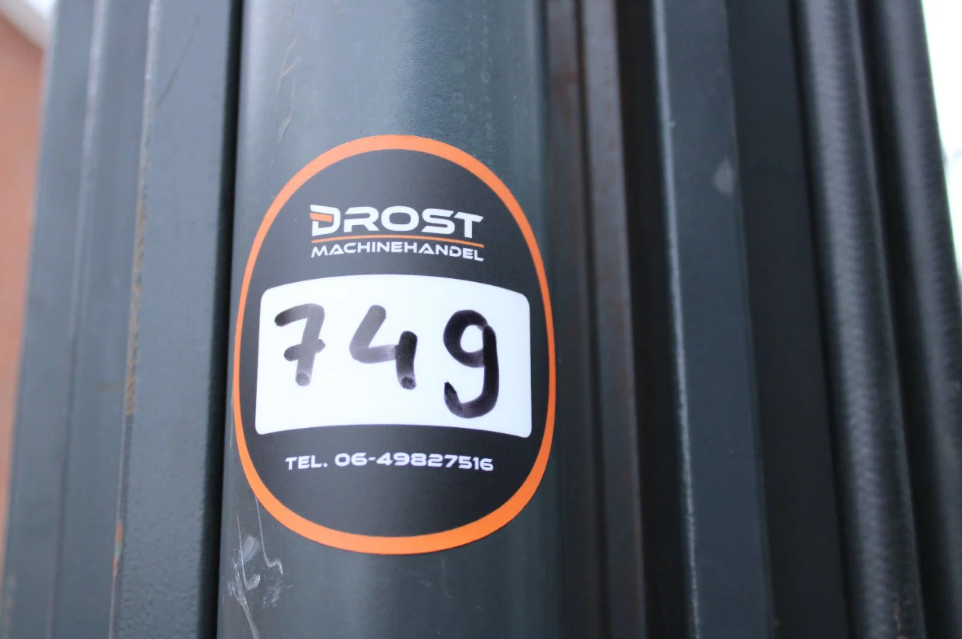 DROST
MACHINEHANDEL
749
TEL. 06-49827516